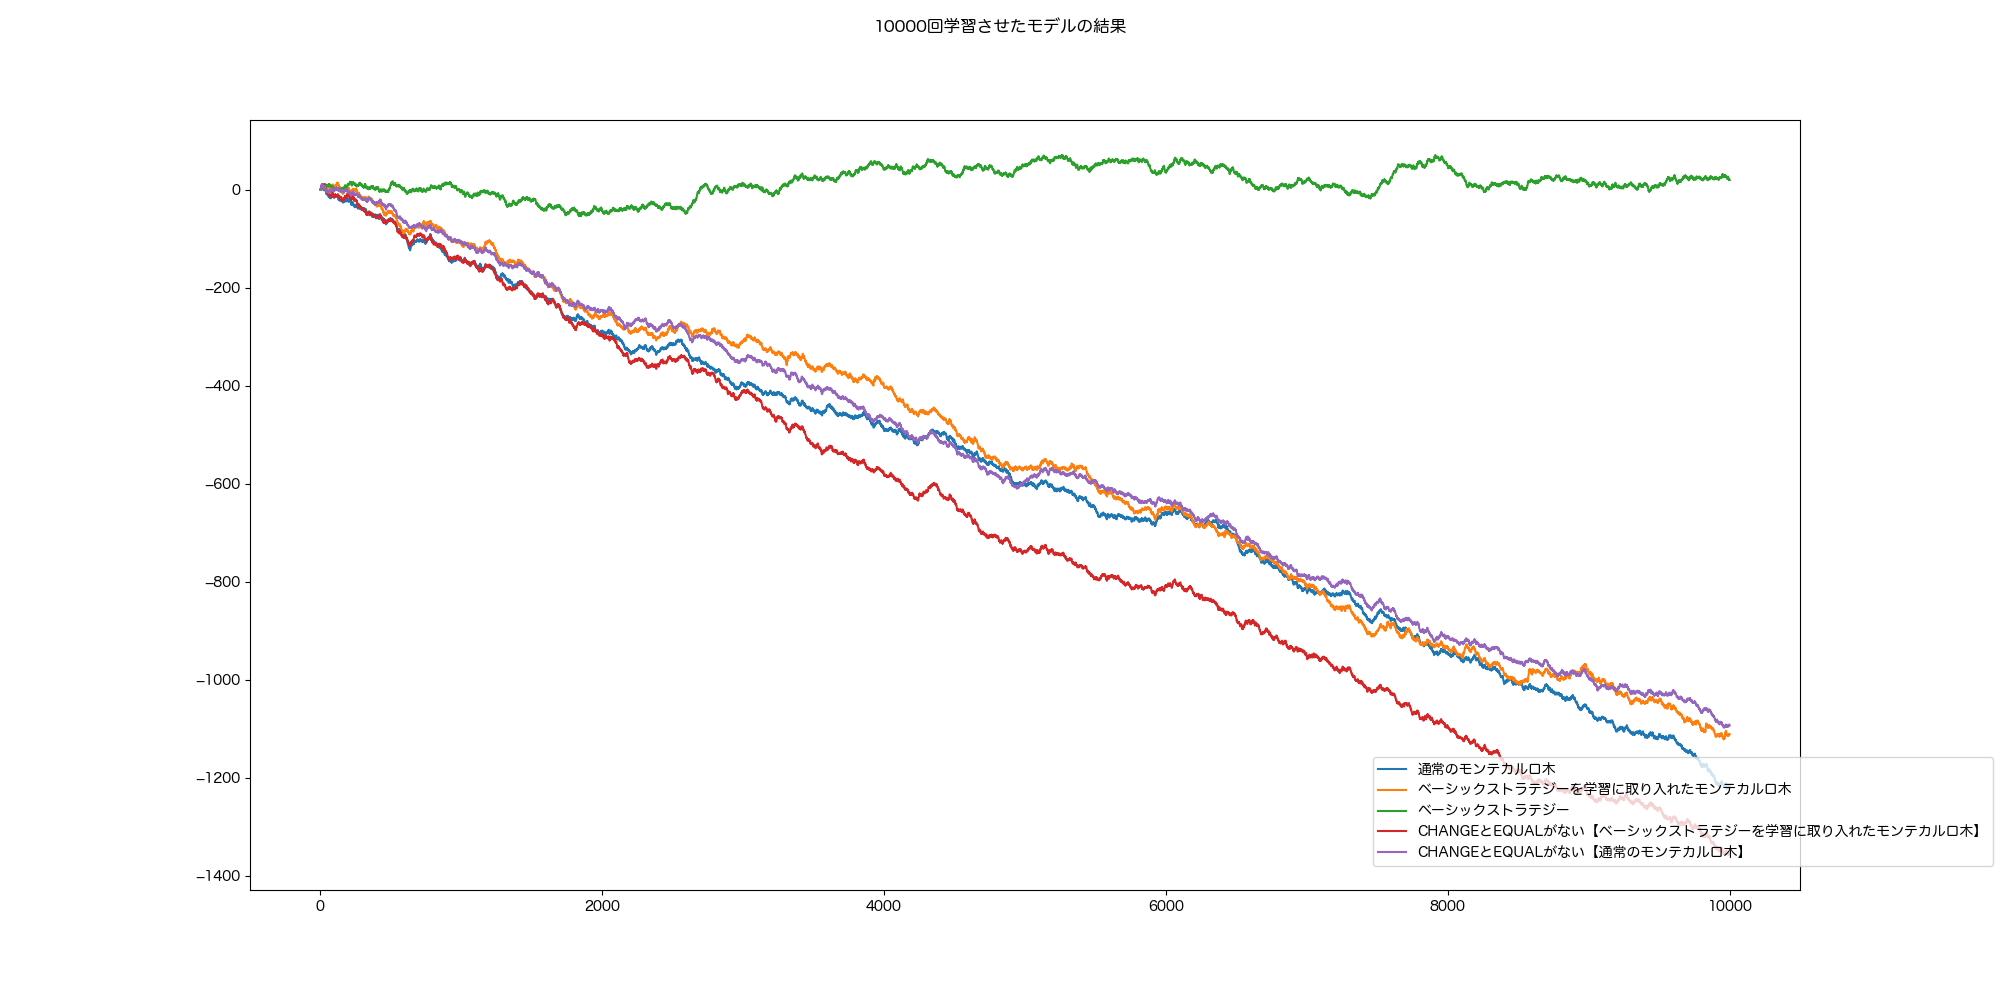 10000回学習させたモデルの結果
0
−200
−400
−600
−800
−1000
−1200
−1400
0 2000 4000 6000 8000 10000
通常のモンテカルロ木
ベーシックストラテジーを学習に取り入れたモンテカルロ木
ベーシックストラテジー
CHANGEとEQUALがない【ベーシックストラテジーを学習に取り入れたモンテカルロ木】
CHANGEとEQUALがない【通常のモンテカルロ木】